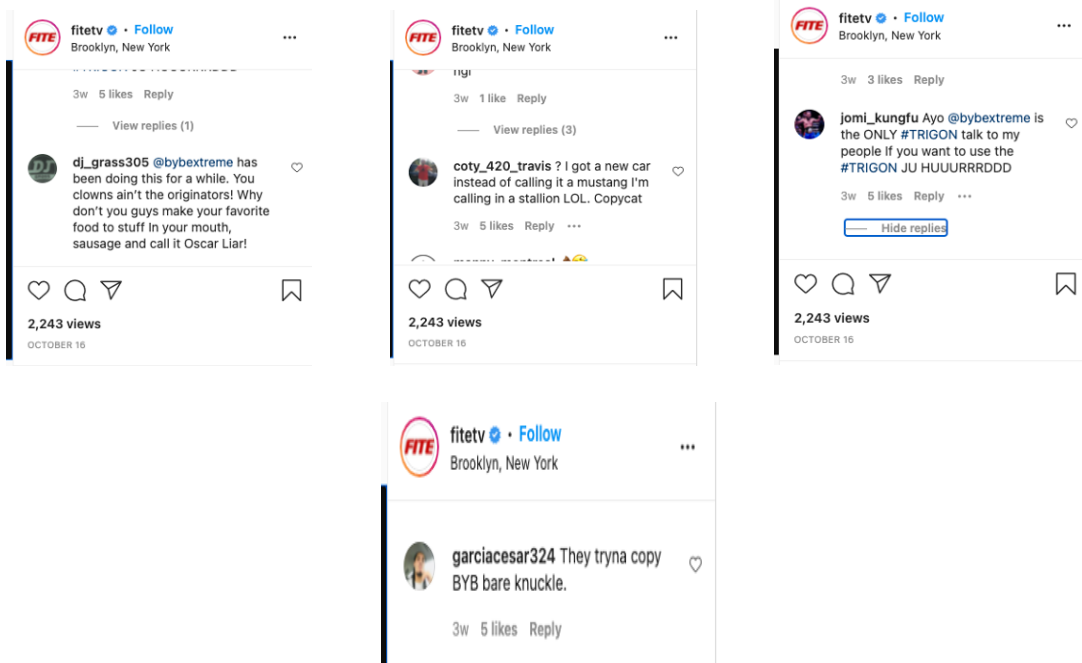 FITE
fitetv • Follow
Brooklyn, New York
3w 5 likes Reply
View replies (1)
DJ
dj_grass305 @bybextreme has
been doing this for a while. You
clowns ain't the originators! Why
don't you guys make your favorite
food to stuff In your mouth,
sausage and call it Oscar Liar!
2,243 views
OCTOBER 16
FITE
fitetv • Follow
Brooklyn, New York
ngl
3w 1 like Reply
View replies (3)
coty_420_travis ? I got a new car
instead of calling it a mustang I'm
calling in a stallion LOL. Copycat
3w 5 likes Reply
2,243 views
OCTOBER 16
FITE
fitetv • Follow
Brooklyn, New York
3w 3 likes Reply
jomi_kungfu Ayo @bybextreme is
the ONLY #TRIGON talk to my
people If you want to use the
#TRIGON JU HUUURRRDDD
3w 5 likes Reply
Hide replies
2,243 views
OCTOBER 16
FITE
fitetv • Follow
Brooklyn, New York
garciacesar324 They tryna copy
BYB bare knuckle.
3w 5 likes Reply